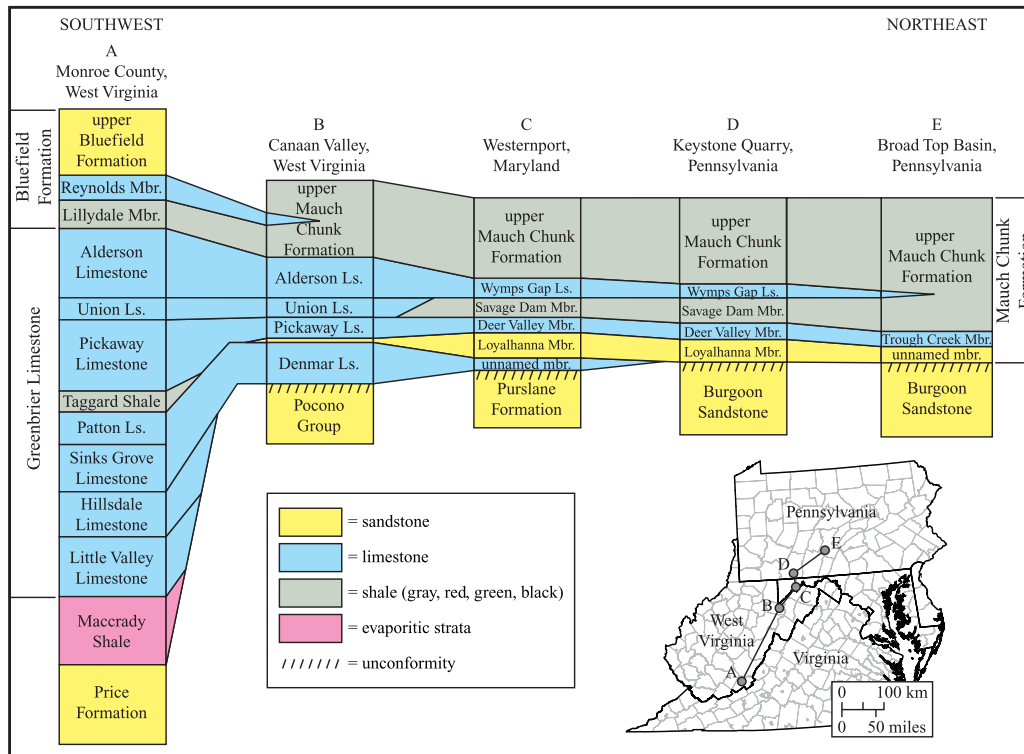 SOUTHWEST
NORTHEAST
A
Monroe County,
West Virginia
B
Canaan Valley,
West Virginia
C
Westernport,
Maryland
D
Keystone Quarry,
Pennsylvania
E
Broad Top Basin,
Pennsylvania
Bluefield
Formation
Greenbrier Limestone
upper
Bluefield
Formation
Reynolds Mbr.
Lillydale Mbr.
Alderson
Limestone
Union Ls.
Pickaway
Limestone
Taggard Shale
Patton Ls.
Sinks Grove
Limestone
Hillsdale
Limestone
Little Valley
Limestone
Maccrady
Shale
Price
Formation
upper
Mauch
Chunk
Formation
Alderson Ls.
Union Ls.
Pickaway Ls.
Denmar Ls.
Pocono
Group
upper
Mauch Chunk
Formation
Wymps Gap Ls.
Savage Dam Mbr.
Deer Valley Mbr.
Loyalhanna Mbr.
unnamed mbr.
Purslane
Formation
upper
Mauch Chunk
Formation
Wymps Gap Ls.
Savage Dam Mbr.
Deer Valley Mbr.
Loyalhanna Mbr.
Burgoon
Sandstone
upper
Mauch Chunk
Formation
Trough Creek Mbr.
unnamed mbr.
Burgoon
Sandstone
Mauch Chunk
Formation
= sandstone
= limestone
= shale (gray, red, green, black)
= evaporitic strata
= unconformity
Pennsylvania
E
D
C
B
West
Virginia
A
Virginia
0 100 km
0 50 miles